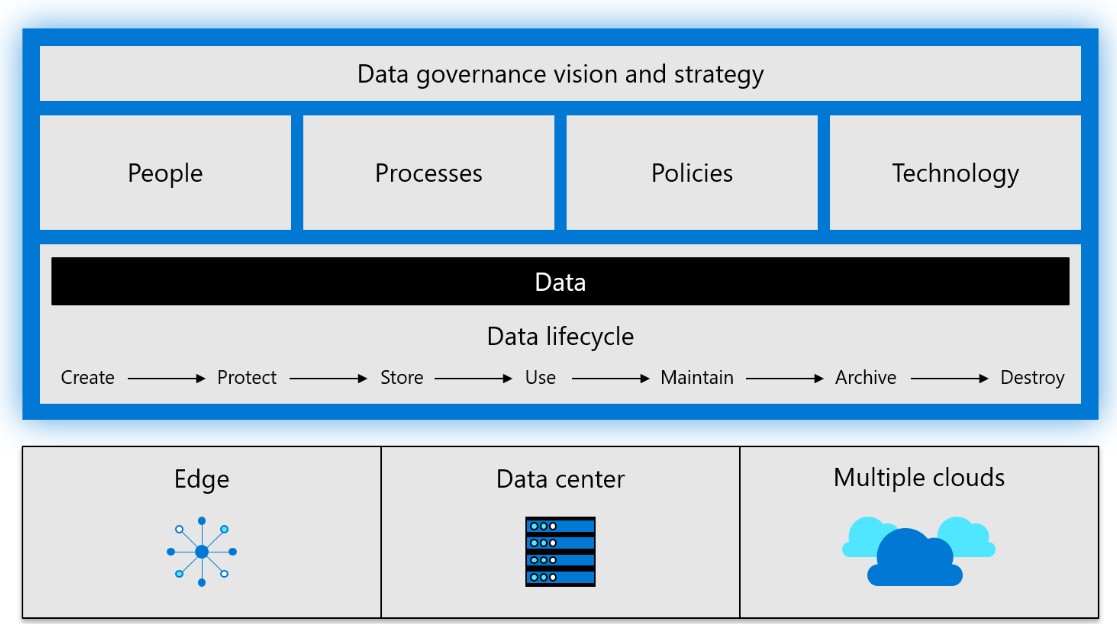 Data governance vision and strategy
People
Processes
Policies
Technology
Data
Data lifecycle
Create
Protect
Store
Use
Maintain
Archive
Destroy
Edge
Data center
Multiple clouds